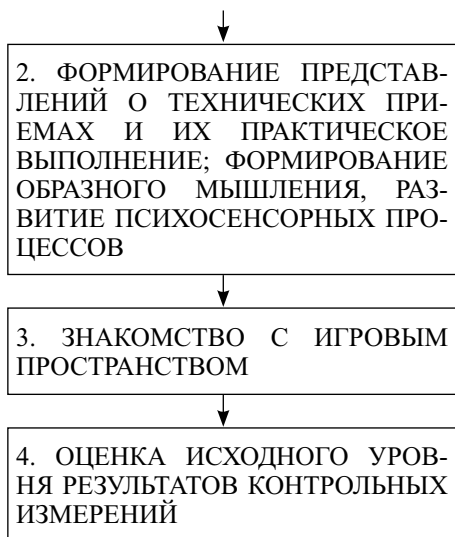 2. ФОРМИРОВАНИЕ ПРЕДСТАВ-
ЛЕНИЙ О ТЕХНИЧЕСКИХ ПРИ-
ЕМАХ И ИХ ПРАКТИЧЕСКОЕ
ВЫПОЛНЕНИЕ; ФОРМИРОВАНИЕ
ОБРАЗНОГО МЫШЛЕНИЯ, РАЗ-
ВИТИЕ ПСИХОСЕНСОРНЫХ ПРО-
ЦЕССОВ
3. ЗНАКОМСТВО С ИГРОВЫМ
ПРОСТРАНСТВОМ
4. ОЦЕНКА ИСХОДНОГО УРОВ-
НЯ РЕЗУЛЬТАТОВ КОНТРОЛЬНЫХ
ИЗМЕРЕНИЙ